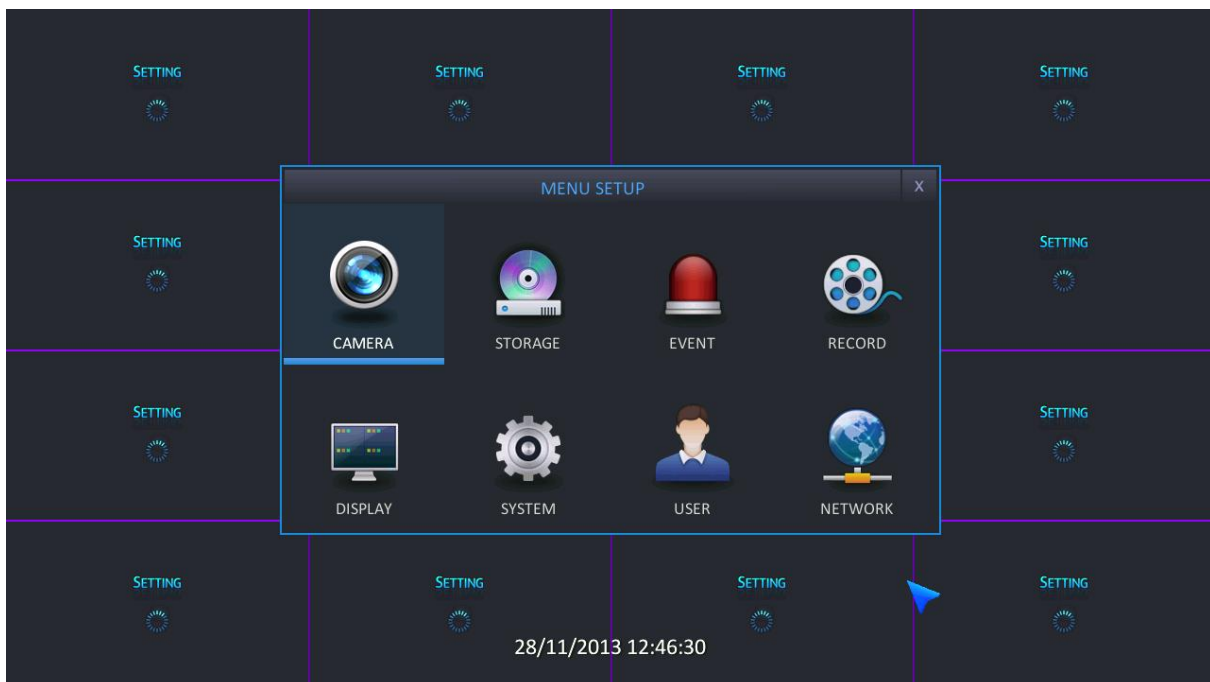 SETTING SETTING SETTING SETTING
MENU SETUP X
SETTING SETTING
CAMERA STORAGE EVENT RECORD
SETTING SETTING
DISPLAY SYSTEM USER NETWORK
SETTING SETTING SETTING SETTING
28/11/2013 12:46:30